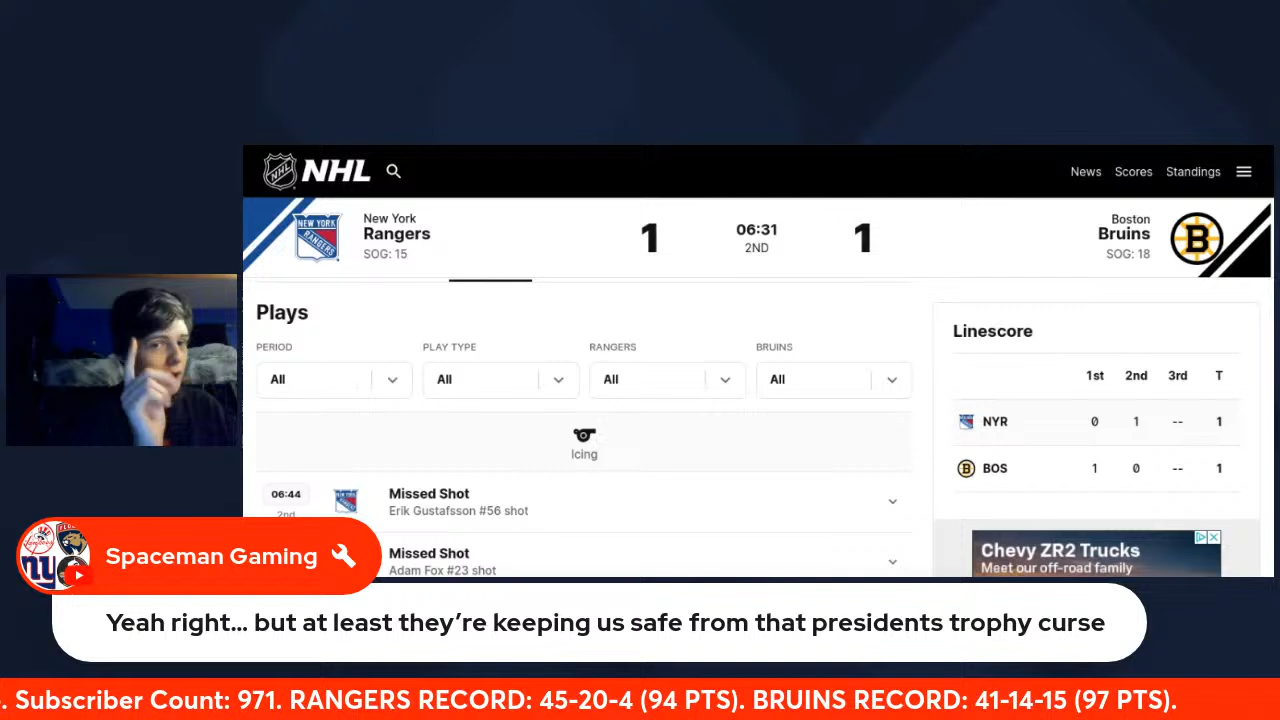 NHL
News Scores Standings
New York
Rangers
SOG: 15
1
06:31
2ND
1
Boston
Bruins
SOG: 18
Plays
PERIOD PLAY TYPE RANGERS BRUINS
All All All All
Icing
06:44
2nd
Missed Shot
Erik Gustafsson #56 shot
Missed Shot
Adam Fox #23 shot
Linescore
1st 2nd 3rd T
NYR 0 1 -- 1
BOS 1 0 -- 1
Chevy ZR2 Trucks
Meet our off-road family
Spaceman Gaming
Yeah right... but at least they’re keeping us safe from that presidents trophy curse
. Subscriber Count: 971. RANGERS RECORD: 45-20-4 (94 PTS). BRUINS RECORD: 41-14-15 (97 PTS).